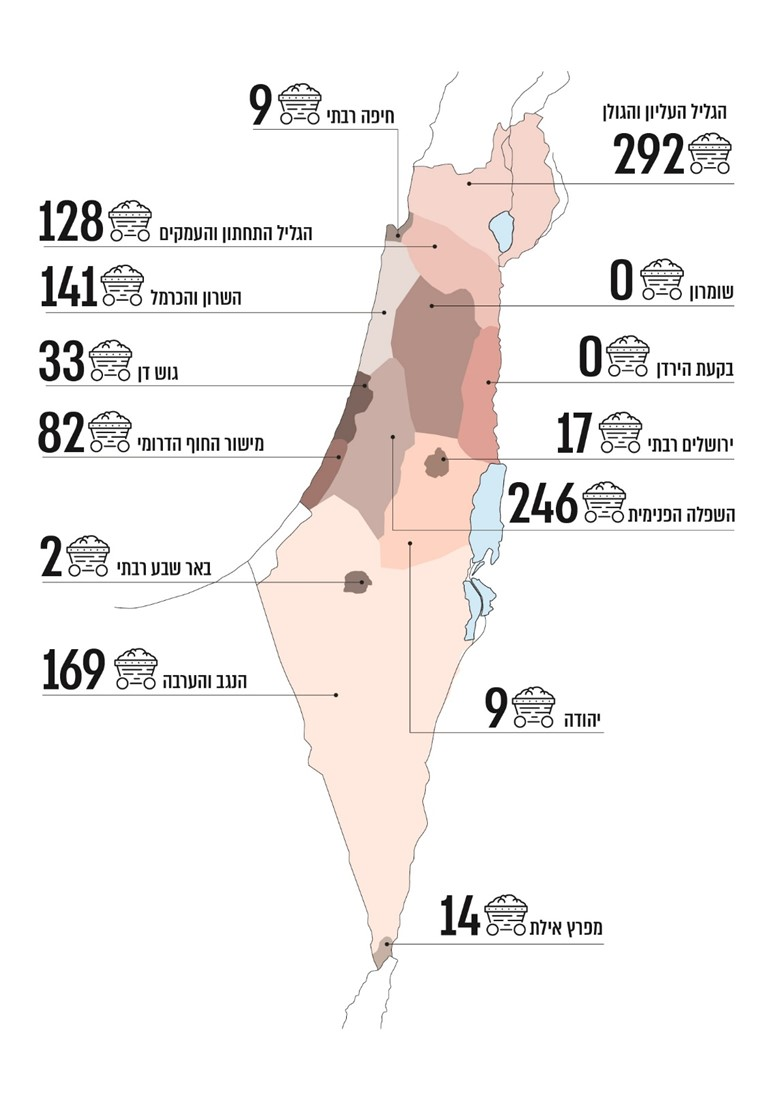 חיפה רבתי 9
הגליל העליון והגולן
292
הגליל התחתון והעמקים 128
שומרון 0
השרון והכרמל 141
בקעת הירדן 0
גוש דן 33
ירושלים רבתי 17
מישור החוף הדרומי 82
השפלה הפנימית 246
באר שבע רבתי 2
הנגב והערבה 169
יהודה 9
מפרץ אילת 14